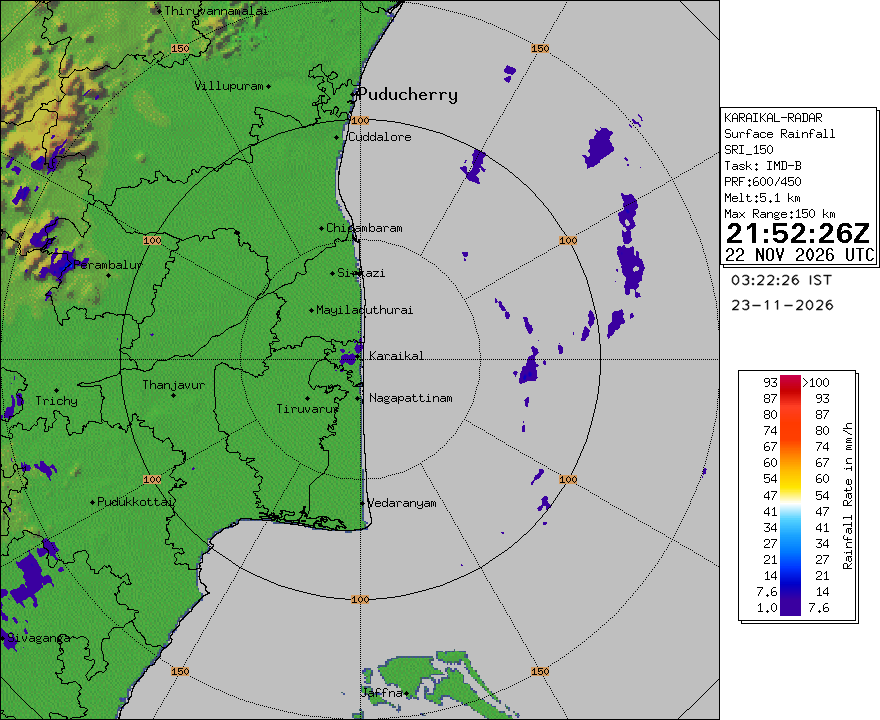 Thiruvannamalai
150
150
Villupuram
Puducherry
100
Cuddalore
KARAIKAL-RADAR
Surface Rainfall
SRI_150
Task: IMD-B
PRF:600/450
Melt:5.1 km
Max Range:150 km
21:52:26Z
22 NOV 2026 UTC
03:22:26 IST
23-11-2026
Chidambaram
100
100
Perambalur
Sirkazi
Mayiladuthurai
Karaikal
Thanjavur
Trichy
Tiruvarur
Nagapattinam
100
100
Pudukkottai
Vedaranyam
100
Sivaganga
150
150
Jaffna
93 >100
87 93
80 87
74 80
67 74
60 67
54 60
47 54
41 47
34 41
27 34
21 27
14 21
7.6 14
1.0 7.6
Rainfall Rate in mm/h